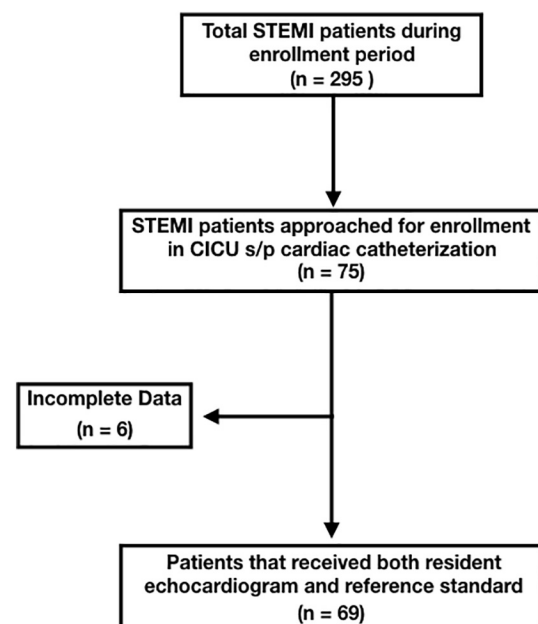 Total STEMI patients during
enrollment period
(n = 295 )
STEMI patients approached for enrollment
in CICU s/p cardiac catheterization
(n = 75)
Incomplete Data
(n = 6)
Patients that received both resident
echocardiogram and reference standard
(n = 69)